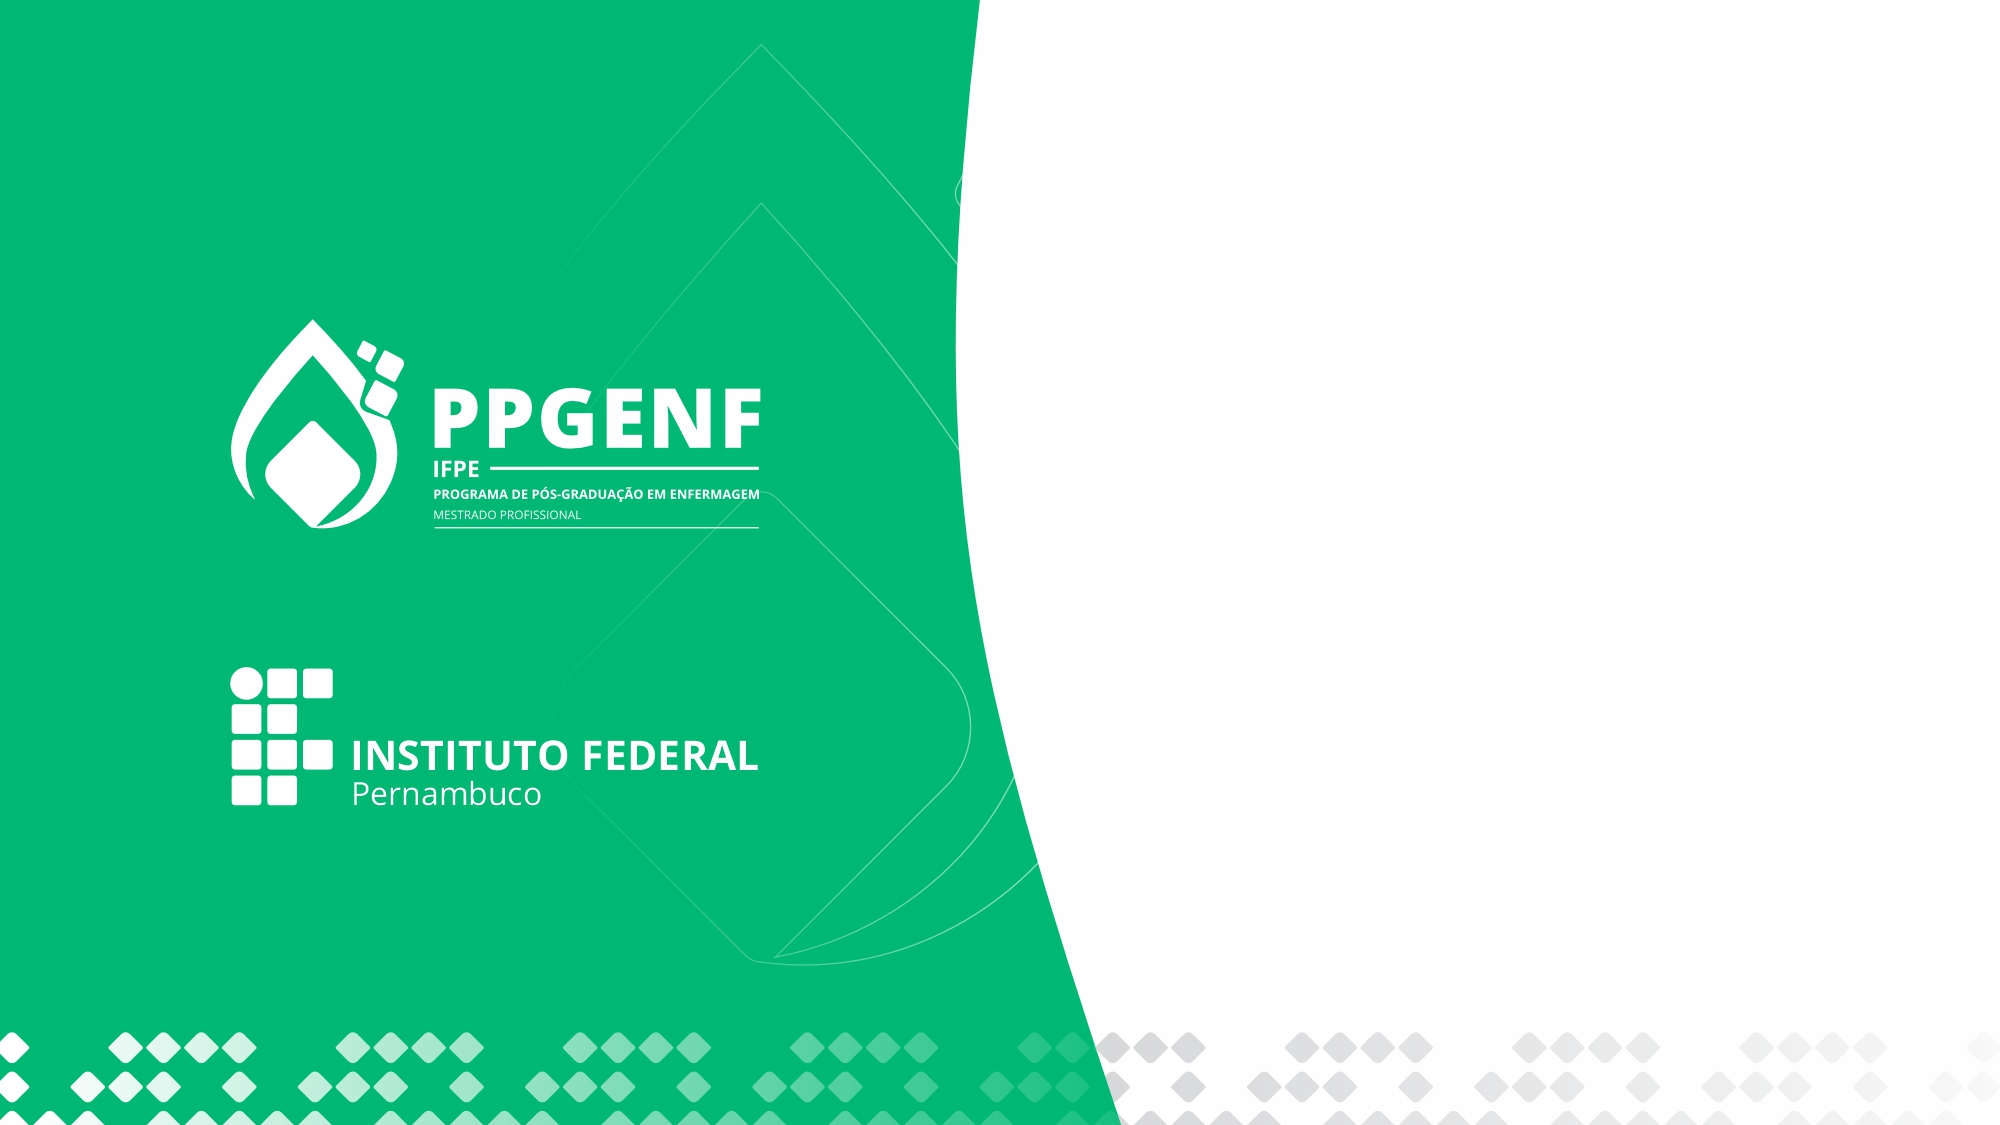 PPGENF
IFPE
PROGRAMA DE PÓS-GRADUAÇÃO EM ENFERMAGEM
MESTRADO PROFISSIONAL
INSTITUTO FEDERAL
Pernambuco